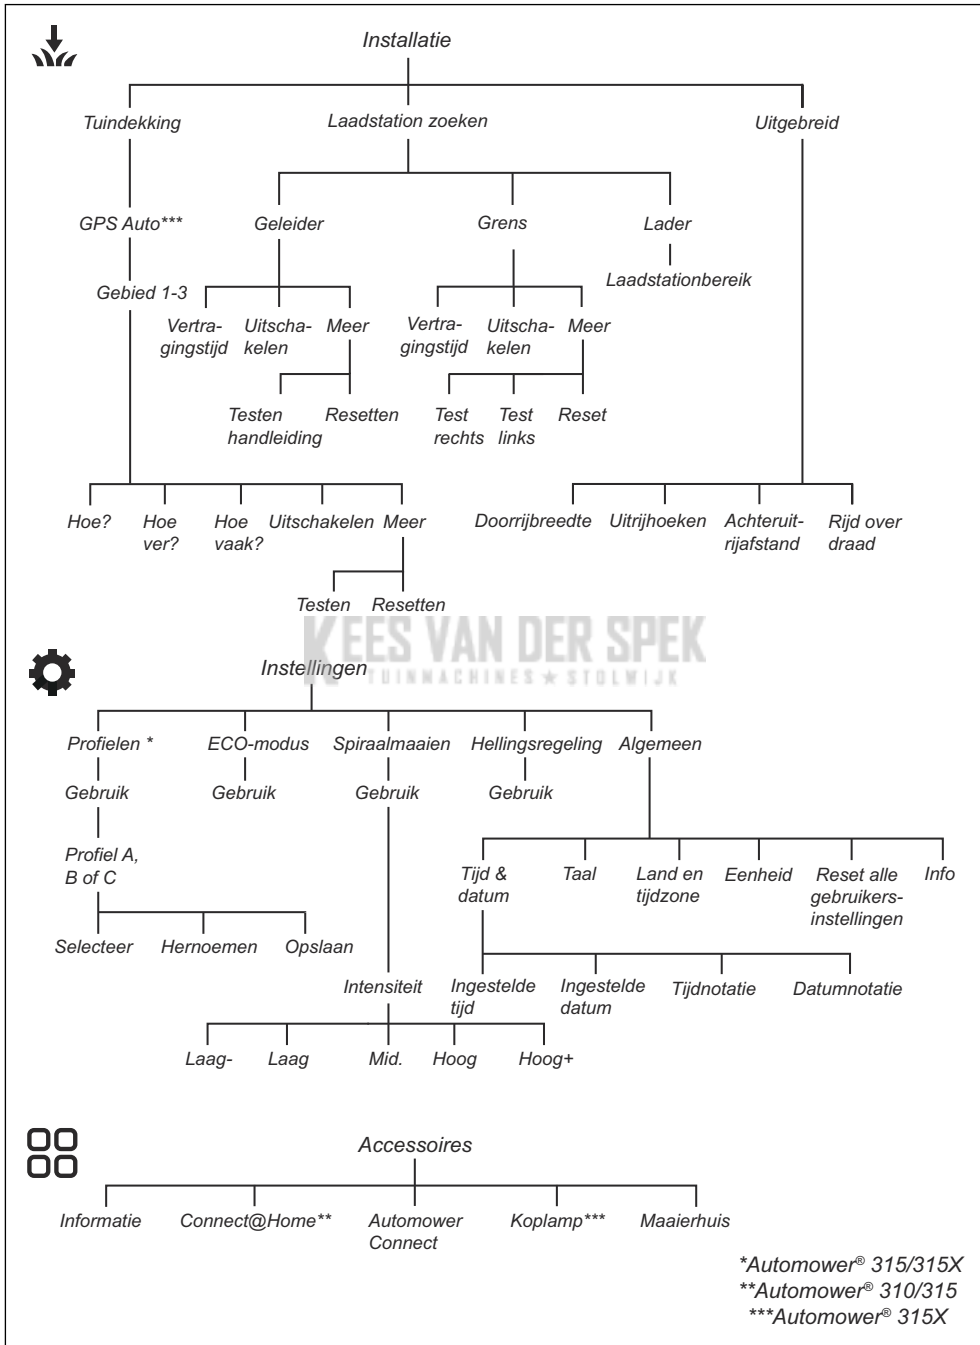 Installatie
Tuindekking
Laadstation zoeken
Uitgebreid
GPS Auto***
Geleider
Grens
Lader
Gebied 1-3
Laadstationbereik
Vertra-
gingstijd
Uitscha-
kelen
Meer
Vertra-
gingstijd
Uitscha-
kelen
Meer
Testen
handleiding
Resetten
Test
rechts
Test
links
Reset
Hoe?
Hoe
ver?
Hoe
vaak?
Uitschakelen
Meer
Doorrijbreedte
Uitrijhoeken
Achteruit-
rijafstand
Rijd over
draad
Testen
Resetten
KEES VAN DER SPEK
TUINMACHINES ★ STOLWIJK
Instellingen
Profielen *
ECO-modus
Spiraalmaaien
Hellingsregeling
Algemeen
Gebruik
Gebruik
Gebruik
Gebruik
Profiel A,
B of C
Tijd &
datum
Taal
Land en
tijdzone
Eenheid
Reset alle
gebruikers-
instellingen
Info
Selecteer
Hernoemen
Opslaan
Intensiteit
Ingestelde
tijd
Ingestelde
datum
Tijdnotatie
Datumnotatie
Laag-
Laag
Mid.
Hoog
Hoog+
Accessoires
Informatie
Connect@Home**
Automower
Connect
Koplamp***
Maaierhuis
*Automower® 315/315X
**Automower® 310/315
***Automower® 315X